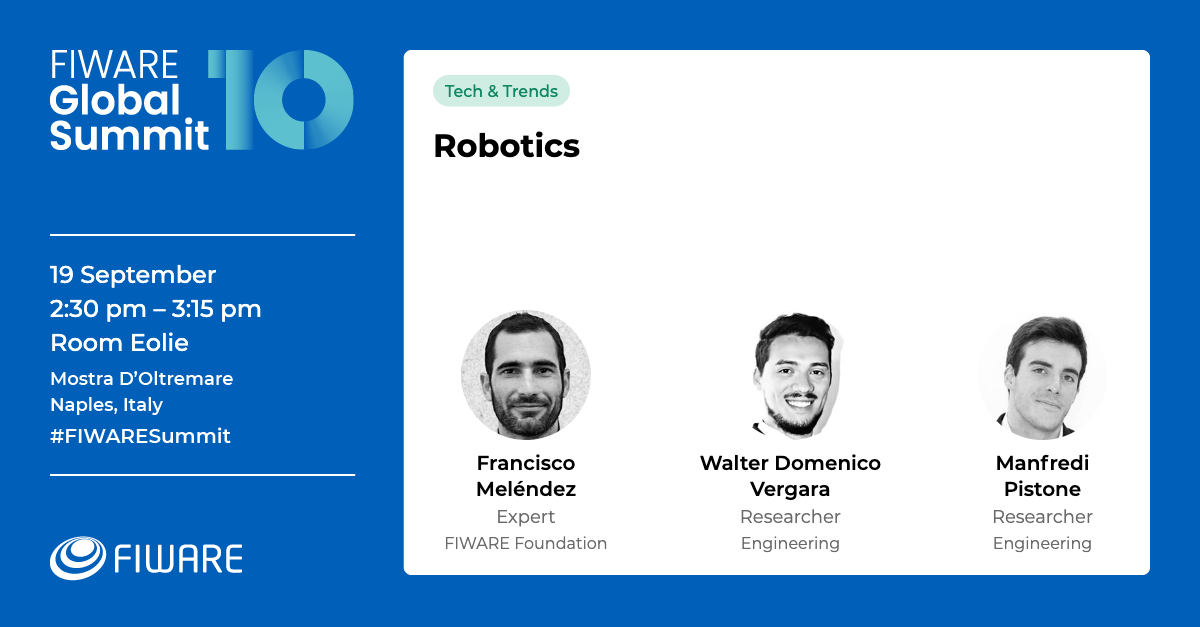 FIWARE
Global
Summit
10
19 September
2:30 pm – 3:15 pm
Room Eolie
Mostra D’Oltremare
Naples, Italy
#FIWARESummit
FIWARE
Tech & Trends
Robotics
Francisco
Meléndez
Expert
FIWARE Foundation
Walter Domenico
Vergara
Researcher
Engineering
Manfredi
Pistone
Researcher
Engineering